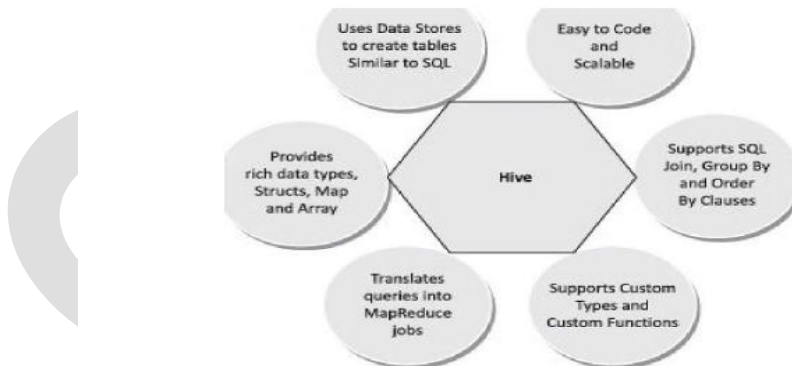 Uses Data Stores
to create tables
Similar to SQL
Easy to Code
and
Scalable
Provides
rich data types,
Structs, Map
and Array
Hive
Supports SQL
Join, Group By
and Order
By Clauses
Translates
queries into
MapReduce
jobs
Supports Custom
Types and
Custom Functions